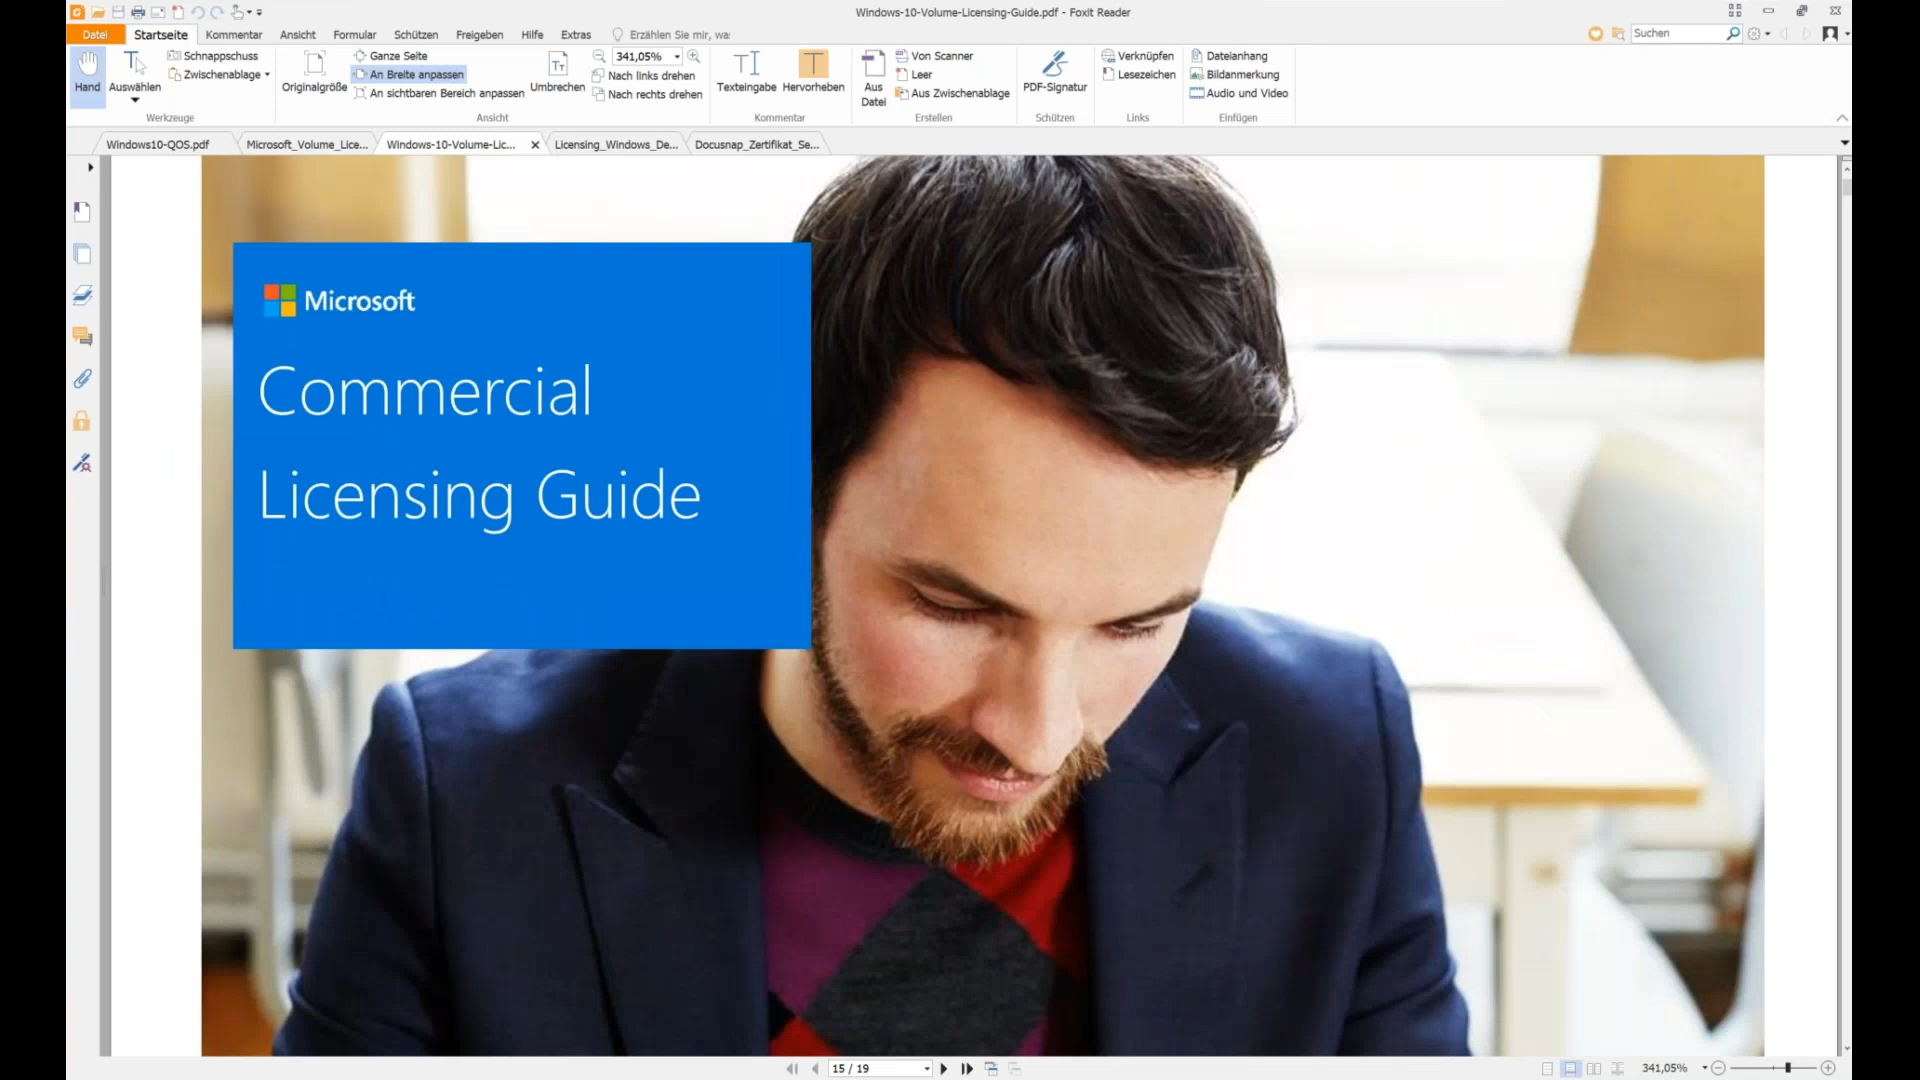 Windows-10-Volume-Licensing-Guide.pdf - Foxit Reader
Datei Startseite Kommentar Ansicht Formular Schützen Freigeben Hilfe Extras Erzählen Sie mir, wa Suchen
Hand
Auswählen
Schnappschuss
Zwischenablage
Werkzeuge
Originalgröße
Ganze Seite
An Breite anpassen
An sichtbaren Bereich anpassen
Umbrechen
341,05%
Nach links drehen
Nach rechts drehen
Ansicht
Texteingabe
Hervorheben
Kommentar
Aus
Datei
Von Scanner
Leer
Aus Zwischenablage
Erstellen
PDF-Signatur
Schützen
Verknüpfen
Lesezeichen
Links
Dateianhang
Bildanmerkung
Audio und Video
Einfügen
Windows10-QOS.pdf Microsoft_Volume_Lice... Windows-10-Volume-Lic... Licensing_Windows_De... Docusnap_Zertifikat_Se...
Microsoft
Commercial
Licensing Guide
15 / 19
341,05%